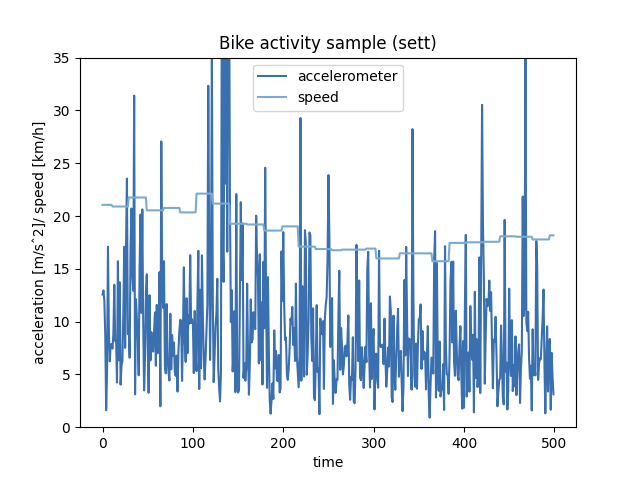 Bike activity sample (sett)
accelerometer
speed
acceleration [m/s^2]/ speed [km/h]
35
30
25
20
15
10
5
0
0 100 200 300 400 500
time